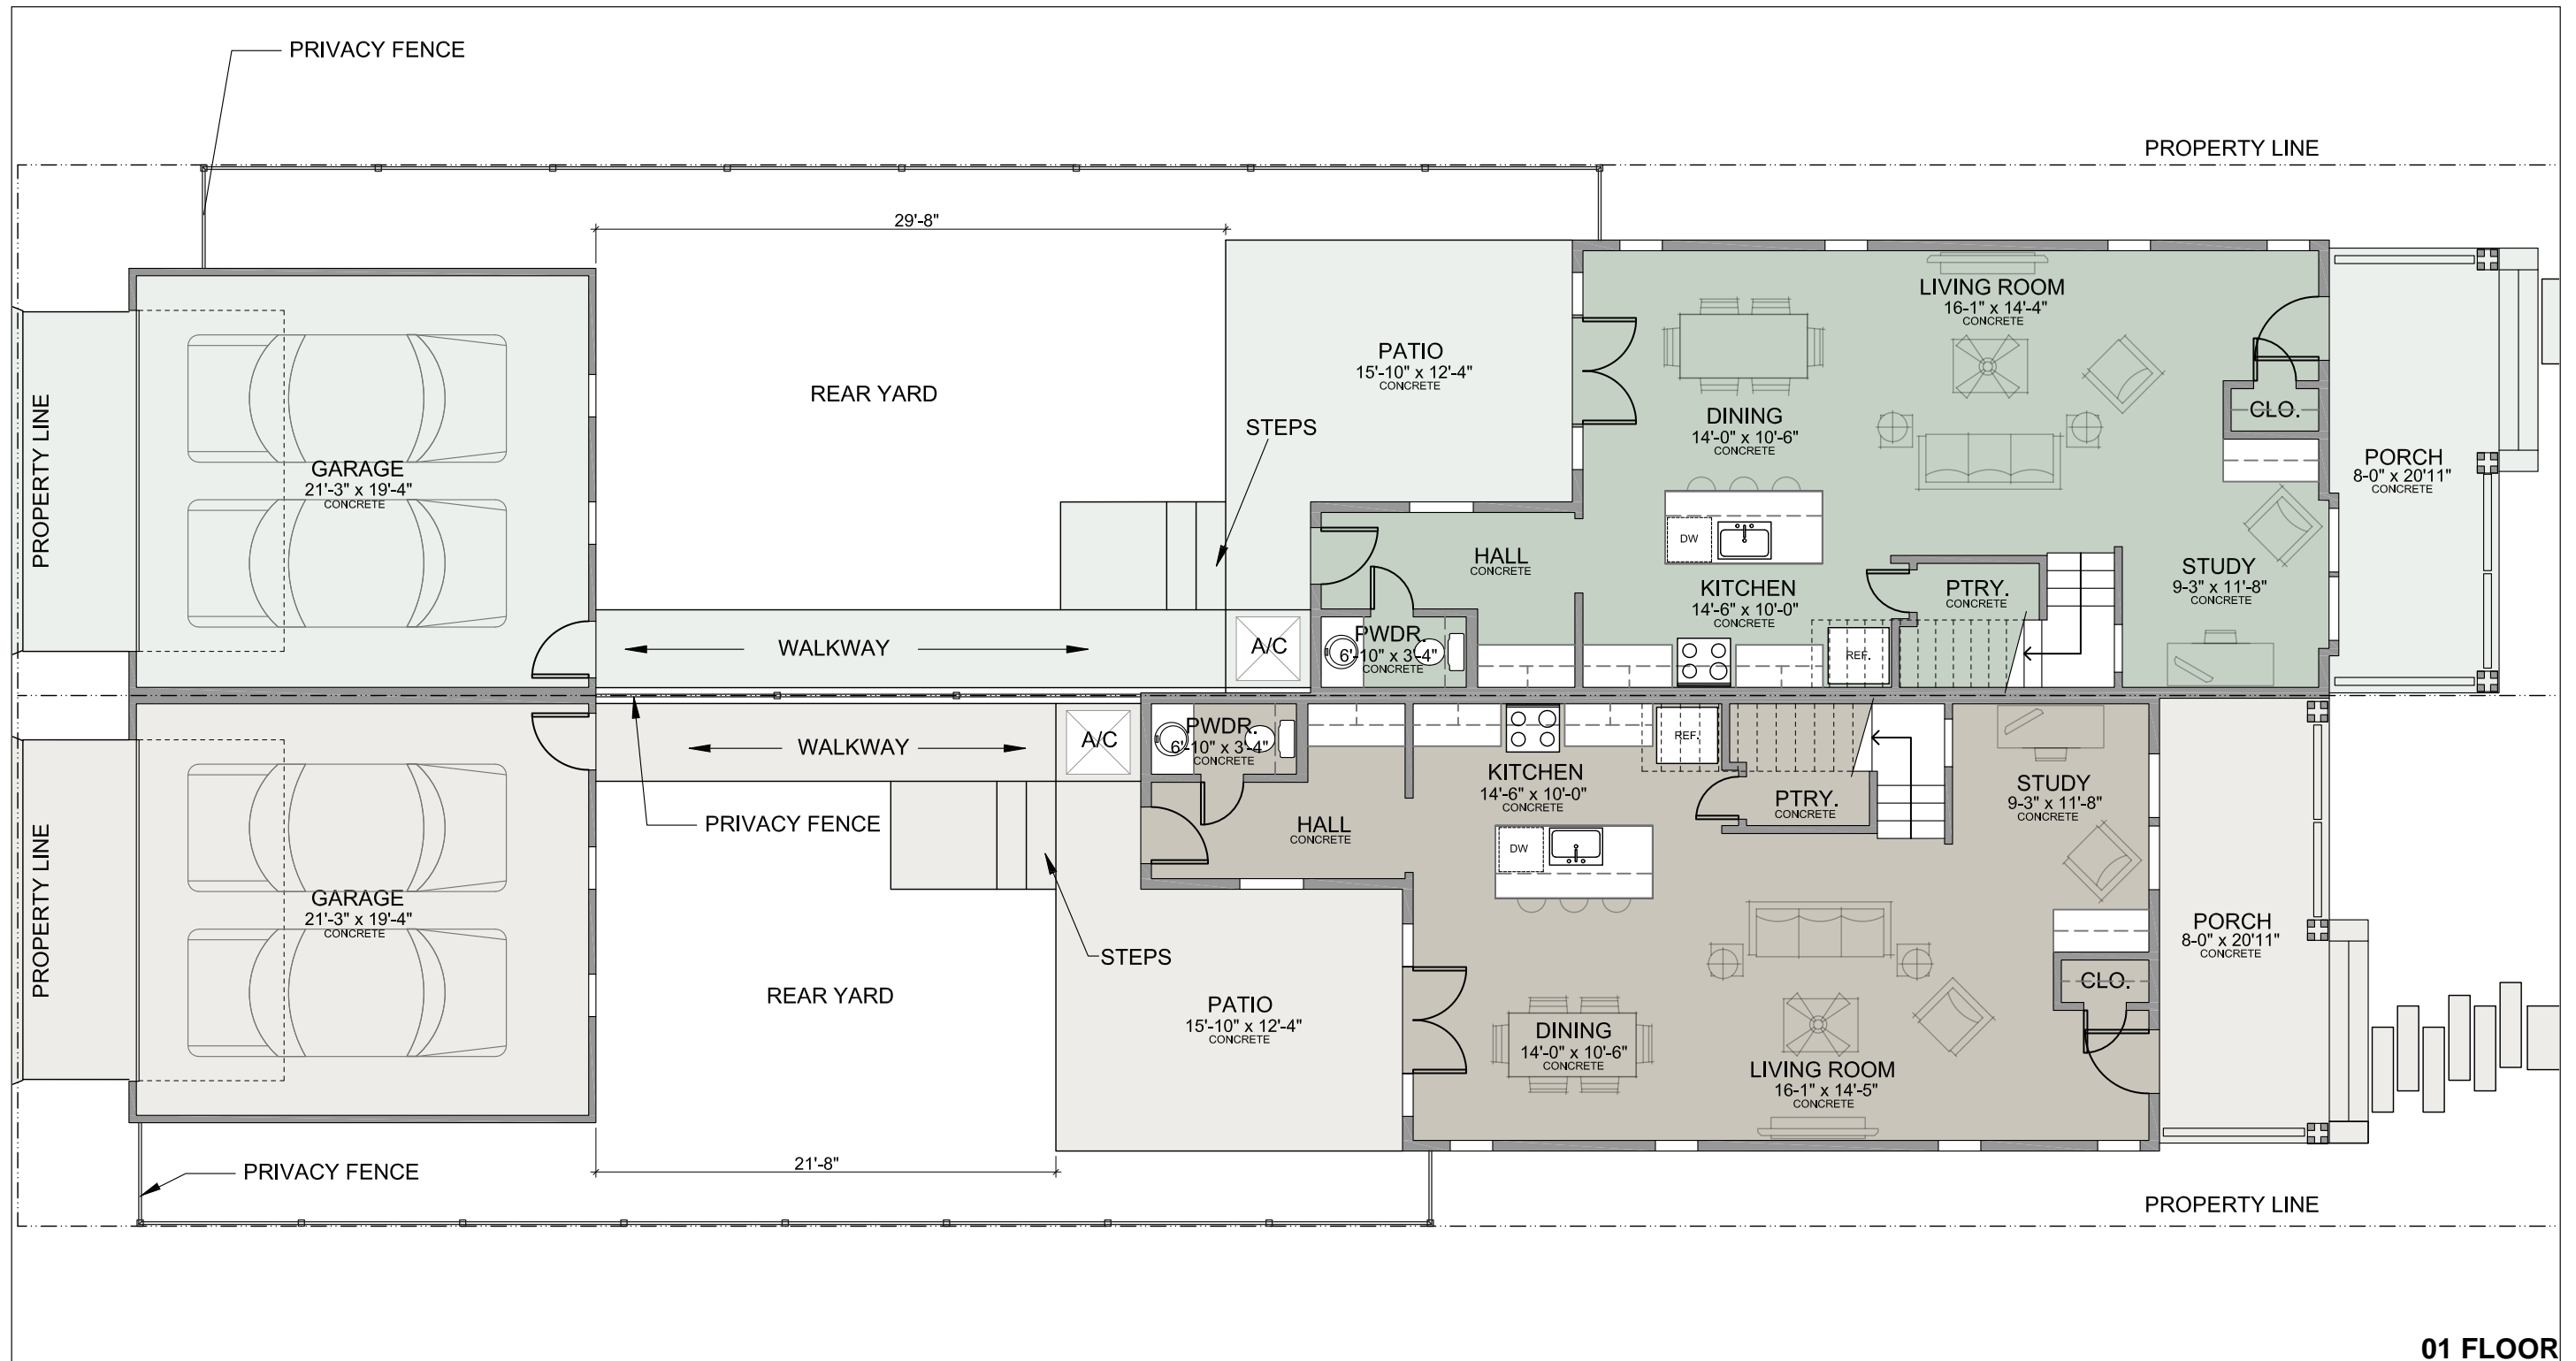 PRIVACY FENCE
PROPERTY LINE
29'-8"
LIVING ROOM
16-1" x 14'-4"
CONCRETE
PATIO
15'-10" x 12'-4"
CONCRETE
REAR YARD
STEPS
DINING
14'-0" x 10'-6"
CONCRETE
CLO.
PROPERTY LINE
GARAGE
21'-3" x 19'-4"
CONCRETE
PORCH
8-0" x 20'11"
CONCRETE
DW
HALL
CONCRETE
KITCHEN
14'-6" x 10'-0"
CONCRETE
PTRY.
CONCRETE
STUDY
9-3" x 11'-8"
CONCRETE
WALKWAY
A/C
PWDR.
6'-10" x 3'-4"
CONCRETE
REF.
WALKWAY
A/C
PWDR.
6'-10" x 3'-4"
CONCRETE
REF.
KITCHEN
14'-6" x 10'-0"
CONCRETE
PTRY.
CONCRETE
STUDY
9-3" x 11'-8"
CONCRETE
PRIVACY FENCE
HALL
CONCRETE
DW
PROPERTY LINE
GARAGE
21'-3" x 19'-4"
CONCRETE
STEPS
PORCH
8-0" x 20'11"
CONCRETE
REAR YARD
CLO.
PATIO
15'-10" x 12'-4"
CONCRETE
DINING
14'-0" x 10'-6"
CONCRETE
LIVING ROOM
16-1" x 14'-5"
CONCRETE
PRIVACY FENCE
21'-8"
PROPERTY LINE
01 FLOOR